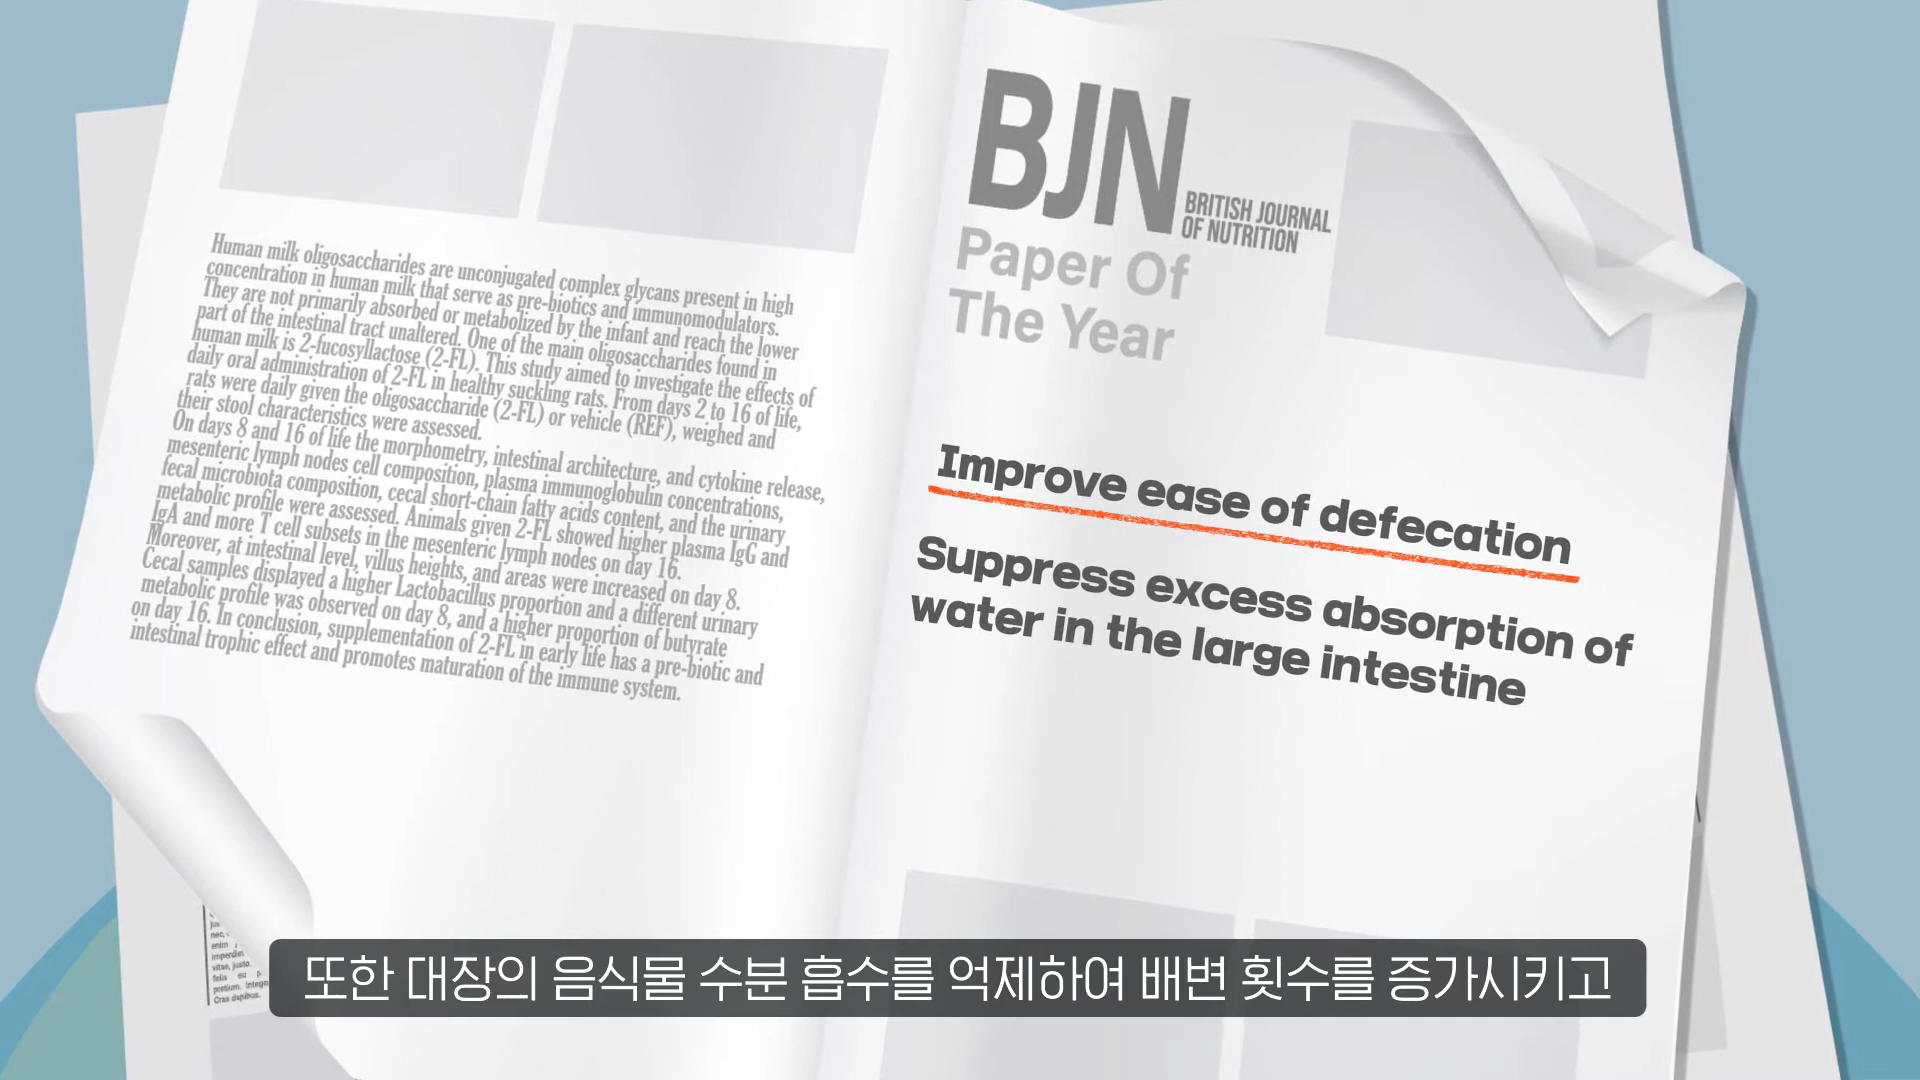 Human milk oligosaccharides are unconjugated complex glycans present in high
concentration in human milk that serve as pre-biotics and immunomodulators.
They are not primarily absorbed or metabolized by the infant and reach the lower
part of the intestinal tract unaltered. One of the main oligosaccharides found in
human milk is 2-fucosyllactose (2-FL). This study aimed to investigate the effects of
daily oral administration of 2-FL in healthy suckling rats. From days 2 to 16 of life,
rats were daily given the oligosaccharide (2-FL) or vehicle (REF), weighed and
their stool characteristics were assessed.
On days 8 and 16 of life the morphometry, intestinal architecture, and cytokine release,
mesenteric lymph nodes cell composition, plasma immunoglobulin concentrations,
fecal microbiota composition, cecal short-chain fatty acids content, and the urinary
metabolic profile were assessed. Animals given 2-FL showed higher plasma IgG and
IgA and more T cell subsets in the mesenteric lymph nodes on day 16.
Moreover, at intestinal level, villus heights, and areas were increased on day 8.
Cecal samples displayed a higher Lactobacillus proportion and a different urinary
metabolic profile was observed on day 8, and a higher proportion of butyrate
on day 16. In conclusion, supplementation of 2-FL in early life has a pre-biotic and
intestinal trophic effect and promotes maturation of the immune system.
BJN
BRITISH JOURNAL
OF NUTRITION
Paper Of
The Year
Improve ease of defecation
Suppress excess absorption of
water in the large intestine
enim
imperdiet
vitae, justo.
felis eu p
pretium. Integ
Cras dapibus.
또한 대장의 음식물 수분 흡수를 억제하여 배변 횟수를 증가시키고